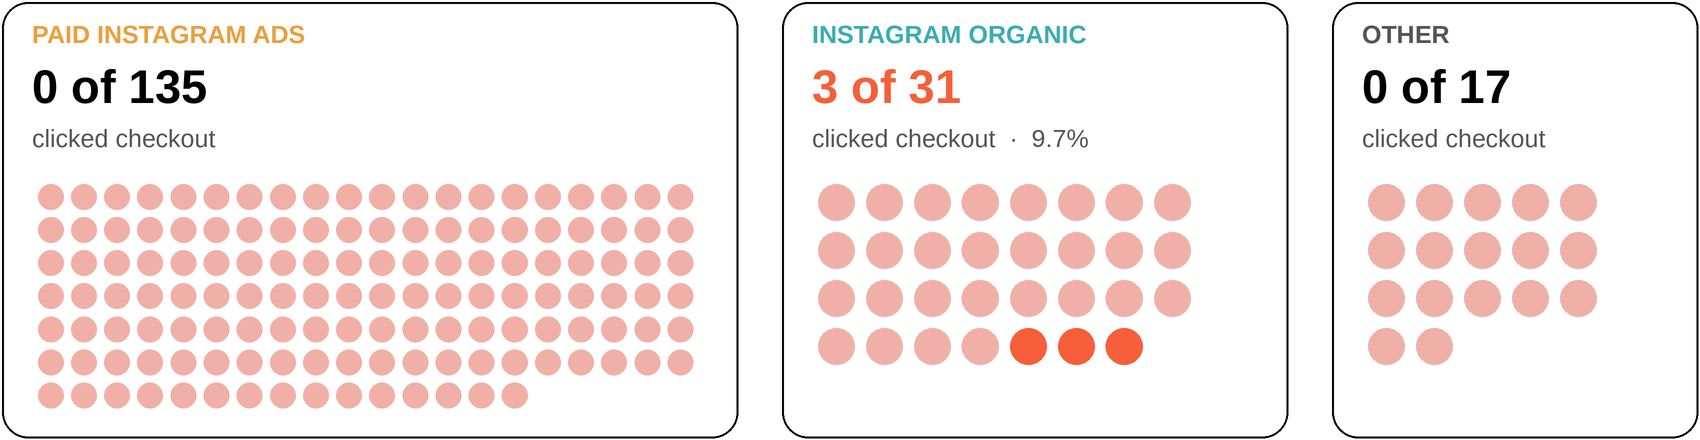 PAID INSTAGRAM ADS
0 of 135
clicked checkout
INSTAGRAM ORGANIC
3 of 31
clicked checkout · 9.7%
OTHER
0 of 17
clicked checkout